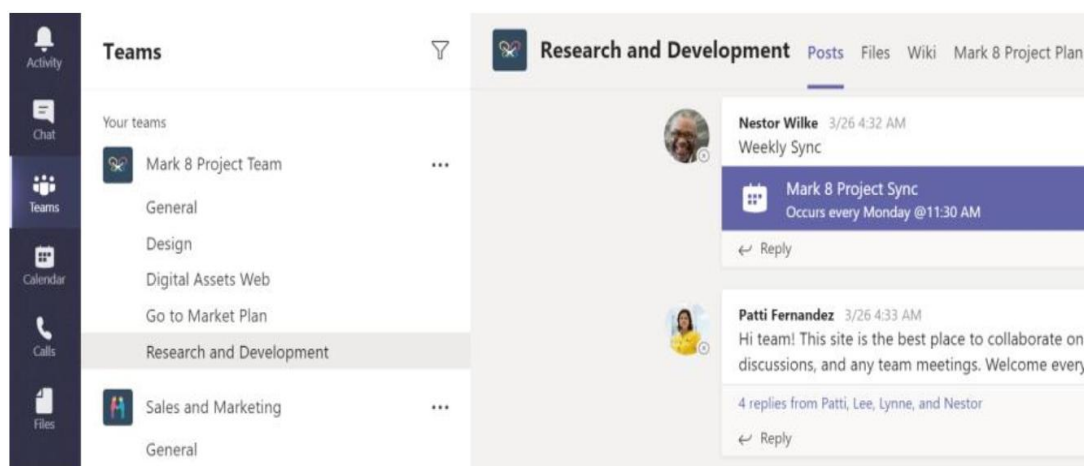 Activity
Chat
Teams
Calendar
Calls
Files
Teams
Your teams
Mark 8 Project Team
General
Design
Digital Assets Web
Go to Market Plan
Research and Development
Sales and Marketing
General
Research and Development Posts Files Wiki Mark 8 Project Plan
Nestor Wilke 3/26 4:32 AM
Weekly Sync
Mark 8 Project Sync
Occurs every Monday @11:30 AM
Reply
Patti Fernandez 3/26 4:33 AM
Hi team! This site is the best place to collaborate on
discussions, and any team meetings. Welcome every
4 replies from Patti, Lee, Lynne, and Nestor
Reply